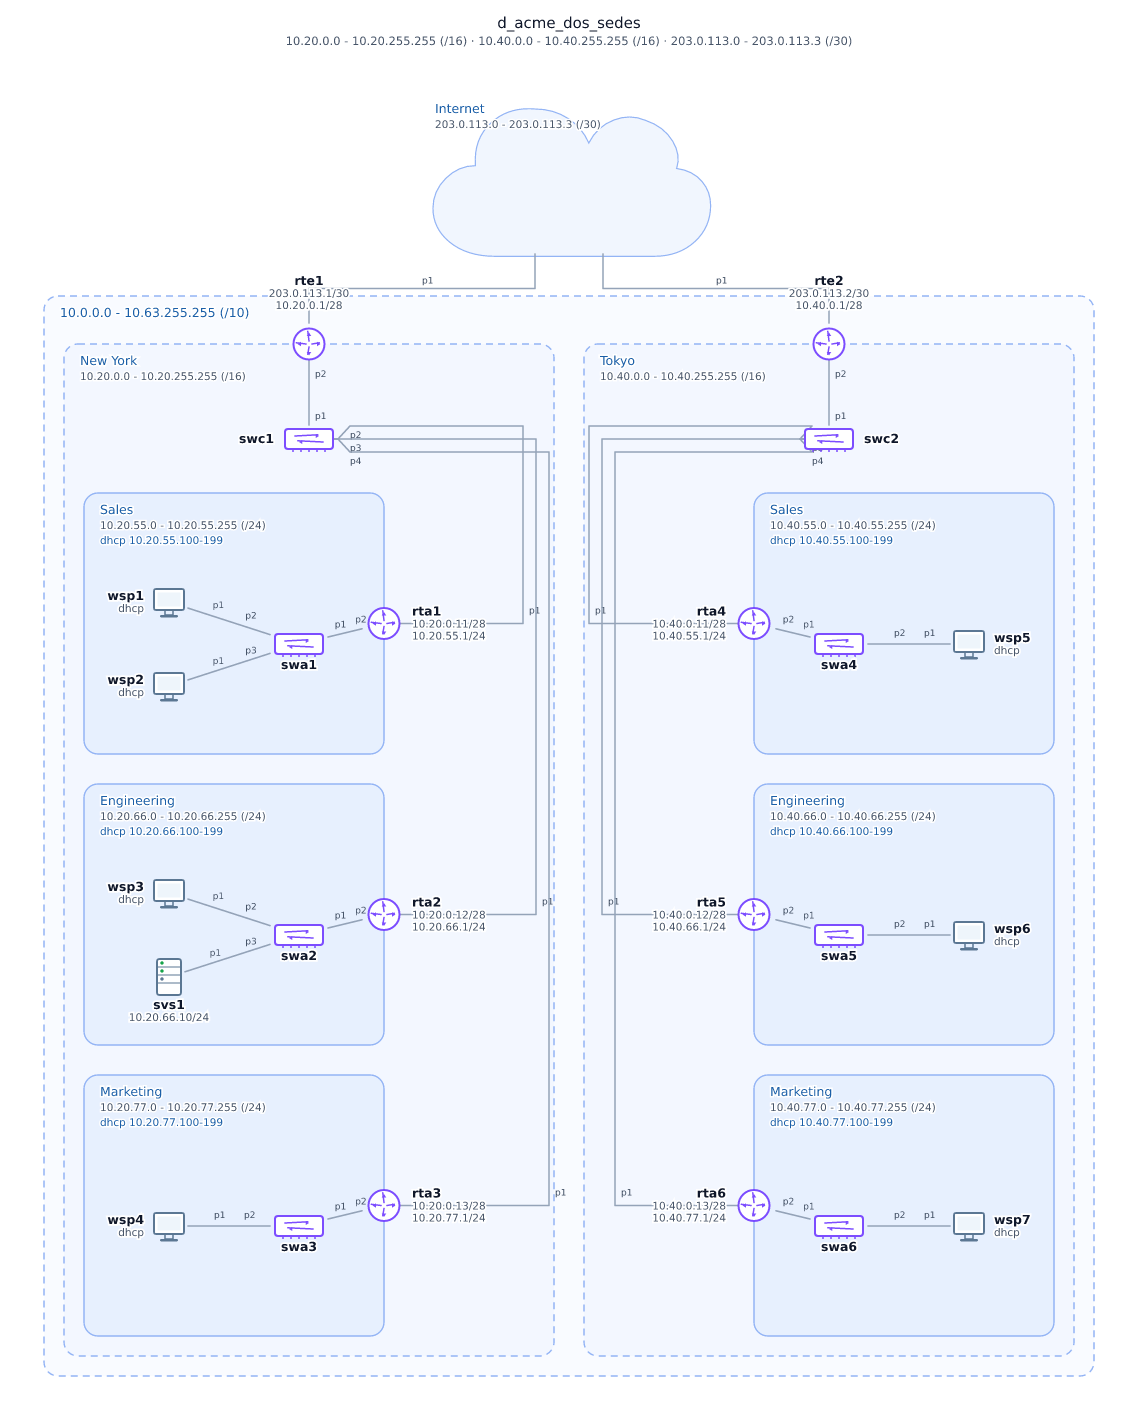 d_acme_dos_sedes
10.20.0.0 - 10.20.255.255 (/16) · 10.40.0.0 - 10.40.255.255 (/16) · 203.0.113.0 - 203.0.113.3 (/30)
Internet
203.0.113.0 - 203.0.113.3 (/30)
rte1
203.0.113.1/30
10.20.0.1/28
p1
p1
rte2
203.0.113.2/30
10.40.0.1/28
10.0.0.0 - 10.63.255.255 (/10)
New York
10.20.0.0 - 10.20.255.255 (/16)
p2
p1
swc1
p2
p3
p4
Sales
10.20.55.0 - 10.20.55.255 (/24)
dhcp 10.20.55.100-199
wsp1
dhcp
p1
p2
wsp2
dhcp
p1
p3
swa1
p1
p2
rta1
10.20.0.11/28
10.20.55.1/24
p1
Engineering
10.20.66.0 - 10.20.66.255 (/24)
dhcp 10.20.66.100-199
wsp3
dhcp
p1
p2
svs1
10.20.66.10/24
p1
p3
swa2
p1
p2
rta2
10.20.0.12/28
10.20.66.1/24
p1
Marketing
10.20.77.0 - 10.20.77.255 (/24)
dhcp 10.20.77.100-199
wsp4
dhcp
p1
p2
swa3
p1
p2
rta3
10.20.0.13/28
10.20.77.1/24
p1
Tokyo
10.40.0.0 - 10.40.255.255 (/16)
p2
p1
swc2
p4
Sales
10.40.55.0 - 10.40.55.255 (/24)
dhcp 10.40.55.100-199
p1
rta4
10.40.0.11/28
10.40.55.1/24
p2
p1
swa4
p2
p1
wsp5
dhcp
Engineering
10.40.66.0 - 10.40.66.255 (/24)
dhcp 10.40.66.100-199
p1
rta5
10.40.0.12/28
10.40.66.1/24
p2
p1
swa5
p2
p1
wsp6
dhcp
Marketing
10.40.77.0 - 10.40.77.255 (/24)
dhcp 10.40.77.100-199
p1
rta6
10.40.0.13/28
10.40.77.1/24
p2
p1
swa6
p2
p1
wsp7
dhcp